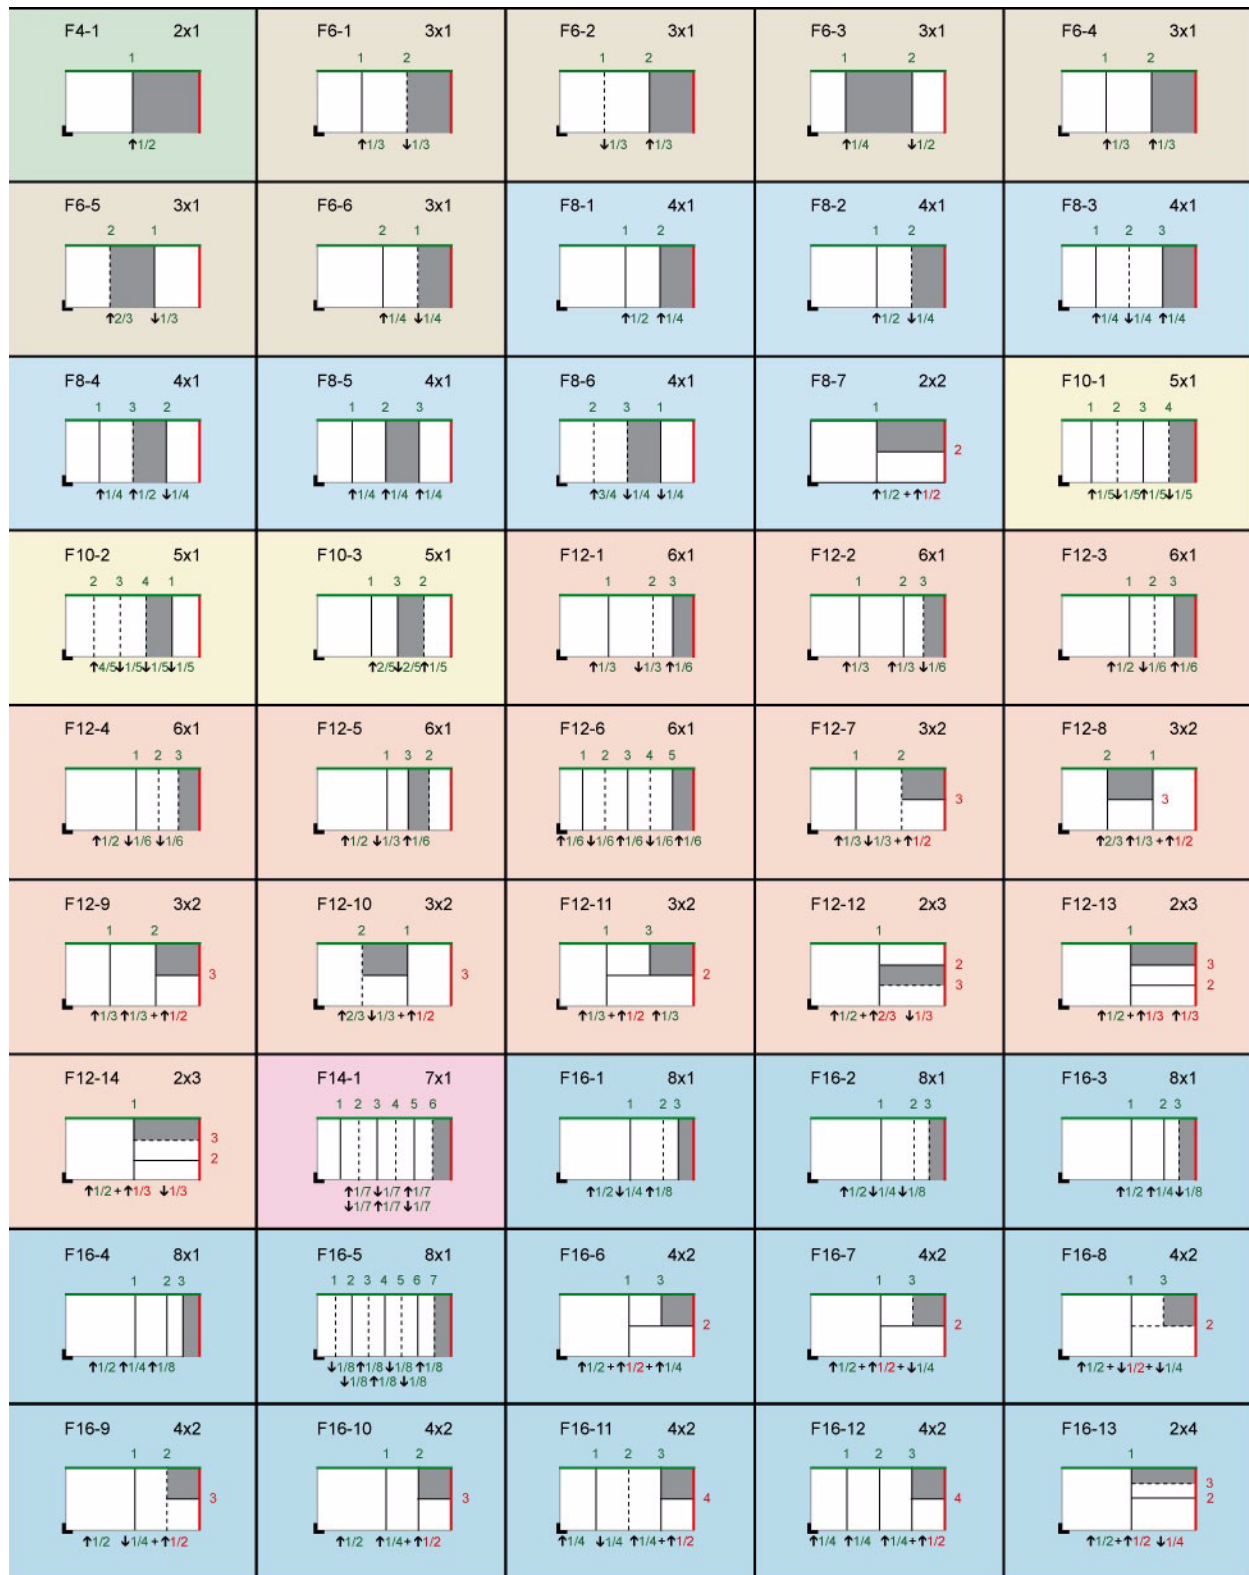 F4-1 2x1
1
↑1/2
F6-1 3x1
1 2
↑1/3 ↓1/3
F6-2 3x1
1 2
↓1/3 ↑1/3
F6-3 3x1
1 2
↑1/4 ↓1/2
F6-4 3x1
1 2
↑1/3 ↑1/3
F6-5 3x1
2 1
↑2/3 ↓1/3
F6-6 3x1
2 1
↑1/4 ↓1/4
F8-1 4x1
1 2
↑1/2 ↑1/4
F8-2 4x1
1 2
↑1/2 ↓1/4
F8-3 4x1
1 2 3
↑1/4 ↓1/4 ↑1/4
F8-4 4x1
1 3 2
↑1/4 ↑1/2 ↓1/4
F8-5 4x1
1 2 3
↑1/4 ↑1/4 ↑1/4
F8-6 4x1
2 3 1
↑3/4 ↓1/4 ↓1/4
F8-7 2x2
1
2
↑1/2 +↑1/2
F10-1 5x1
1 2 3 4
↑1/5↓1/5↑1/5↓1/5
F10-2 5x1
2 3 4 1
↑4/5↓1/5↓1/5↓1/5
F10-3 5x1
1 3 2
↑2/5↓2/5↑1/5
F12-1 6x1
1 2 3
↑1/3 ↓1/3 ↑1/6
F12-2 6x1
1 2 3
↑1/3 ↑1/3 ↓1/6
F12-3 6x1
1 2 3
↑1/2 ↓1/6 ↑1/6
F12-4 6x1
1 2 3
↑1/2 ↓1/6 ↓1/6
F12-5 6x1
1 3 2
↑1/2 ↓1/3↑1/6
F12-6 6x1
1 2 3 4 5
↑1/6 ↓1/6 ↑1/6 ↓1/6 ↑1/6
F12-7 3x2
1 2
3
↑1/3↓1/3 +↑1/2
F12-8 3x2
2 1
3
↑2/3 ↑1/3 +↑1/2
F12-9 3x2
1 2
3
↑1/3↑1/3 +↑1/2
F12-10 3x2
2 1
3
↑2/3↓1/3 +↑1/2
F12-11 3x2
1 3
2
↑1/3 +↑1/2 ↑1/3
F12-12 2x3
1
2
3
↑1/2 +↑2/3 ↓1/3
F12-13 2x3
1
3
2
↑1/2 +↑1/3 ↑1/3
F12-14 2x3
1
3
2
↑1/2 +↑1/3 ↓1/3
F14-1 7x1
1 2 3 4 5 6
↑1/7↓1/7 ↑1/7
↓1/7↑1/7↓1/7
F16-1 8x1
1 2 3
↑1/2↓1/4 ↑1/8
F16-2 8x1
1 2 3
↑1/2↓1/4↓1/8
F16-3 8x1
1 2 3
↑1/2 ↑1/4↓1/8
F16-4 8x1
1 2 3
↑1/2 ↑1/4↑1/8
F16-5 8x1
1 2 3 4 5 6 7
↓1/8↑1/8↓1/8↑1/8
↓1/8↑1/8↓1/8
F16-6 4x2
1 3
2
↑1/2+↑1/2+↑1/4
F16-7 4x2
1 3
2
↑1/2+↑1/2+↓1/4
F16-8 4x2
1 3
2
↑1/2+↓1/2+↓1/4
F16-9 4x2
1 2
3
↑1/2 ↓1/4+↑1/2
F16-10 4x2
1 2
3
↑1/2 ↑1/4+↑1/2
F16-11 4x2
1 2 3
4
↑1/4 ↓1/4 ↑1/4+↑1/2
F16-12 4x2
1 2 3
4
↑1/4 ↑1/4 ↑1/4+↑1/2
F16-13 2x4
1
3
2
↑1/2+↑1/2 ↓1/4